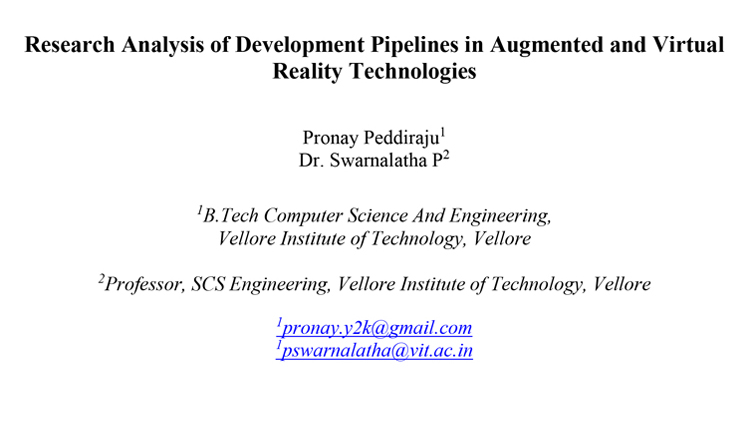 Research Analysis of Development Pipelines in Augmented and Virtual
Reality Technologies
Pronay Peddiraju¹
Dr. Swarnalatha P²
¹B.Tech Computer Science And Engineering,
Vellore Institute of Technology, Vellore
²Professor, SCS Engineering, Vellore Institute of Technology, Vellore
¹pronay.y2k@gmail.com
¹pswarnalatha@vit.ac.in